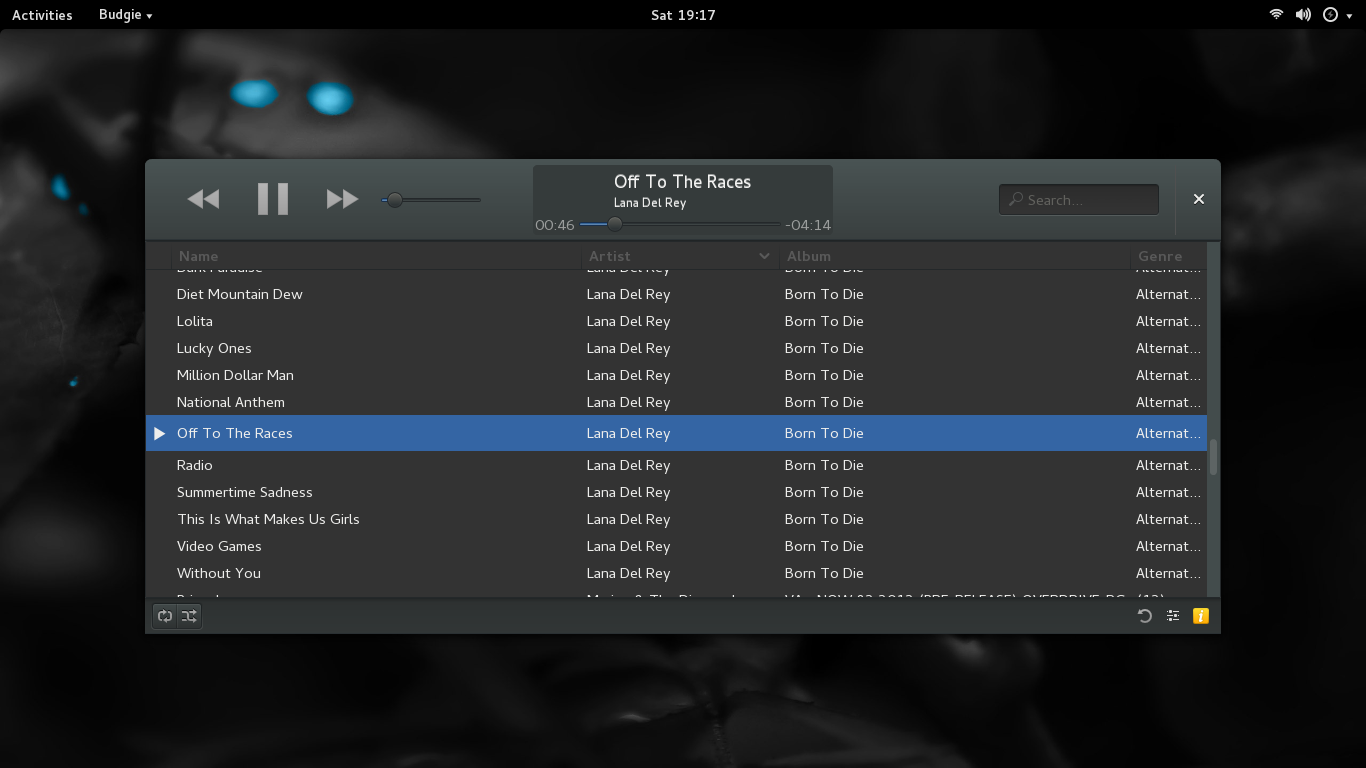 Activities Budgie Sat 19:17
Off To The Races
Lana Del Rey
00:46 -04:14
Search...
Name Artist Album Genre
Dark Paradise Lana Del Rey Born To Die Alternat...
Diet Mountain Dew Lana Del Rey Born To Die Alternat...
Lolita Lana Del Rey Born To Die Alternat...
Lucky Ones Lana Del Rey Born To Die Alternat...
Million Dollar Man Lana Del Rey Born To Die Alternat...
National Anthem Lana Del Rey Born To Die Alternat...
Off To The Races Lana Del Rey Born To Die Alternat...
Radio Lana Del Rey Born To Die Alternat...
Summertime Sadness Lana Del Rey Born To Die Alternat...
This Is What Makes Us Girls Lana Del Rey Born To Die Alternat...
Video Games Lana Del Rey Born To Die Alternat...
Without You Lana Del Rey Born To Die Alternat...